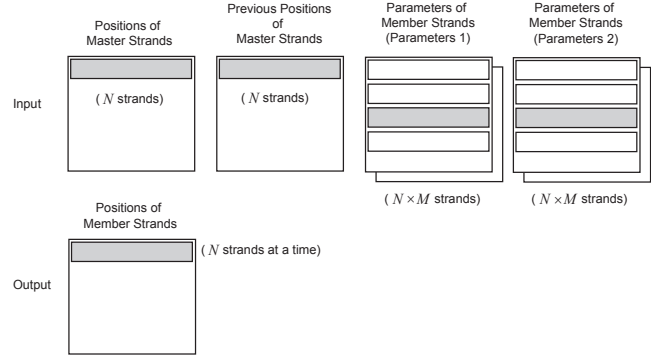 Positions of
Master Strands
Previous Positions
of
Master Strands
Parameters of
Member Strands
(Parameters 1)
Parameters of
Member Strands
(Parameters 2)
Input
( N strands)
( N strands)
( N × M strands)
( N × M strands)
Positions of
Member Strands
( N strands at a time)
Output